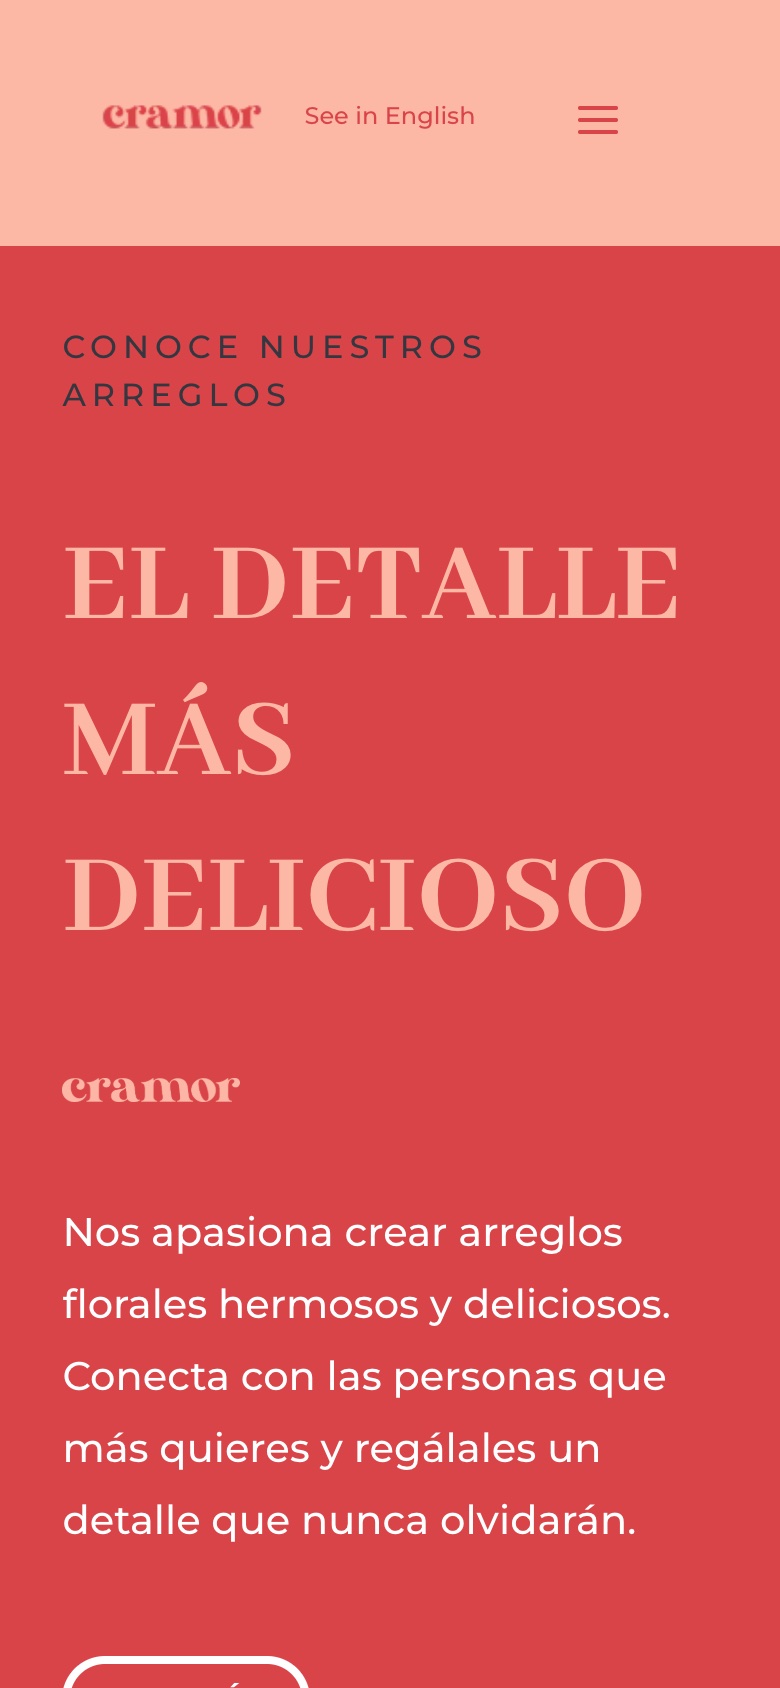 cramor See in English
CONOCE NUESTROS
ARREGLOS
EL DETALLE
MÁS
DELICIOSO
cramor
Nos apasiona crear arreglos
florales hermosos y deliciosos.
Conecta con las personas que
más quieres y regálales un
detalle que nunca olvidarán.